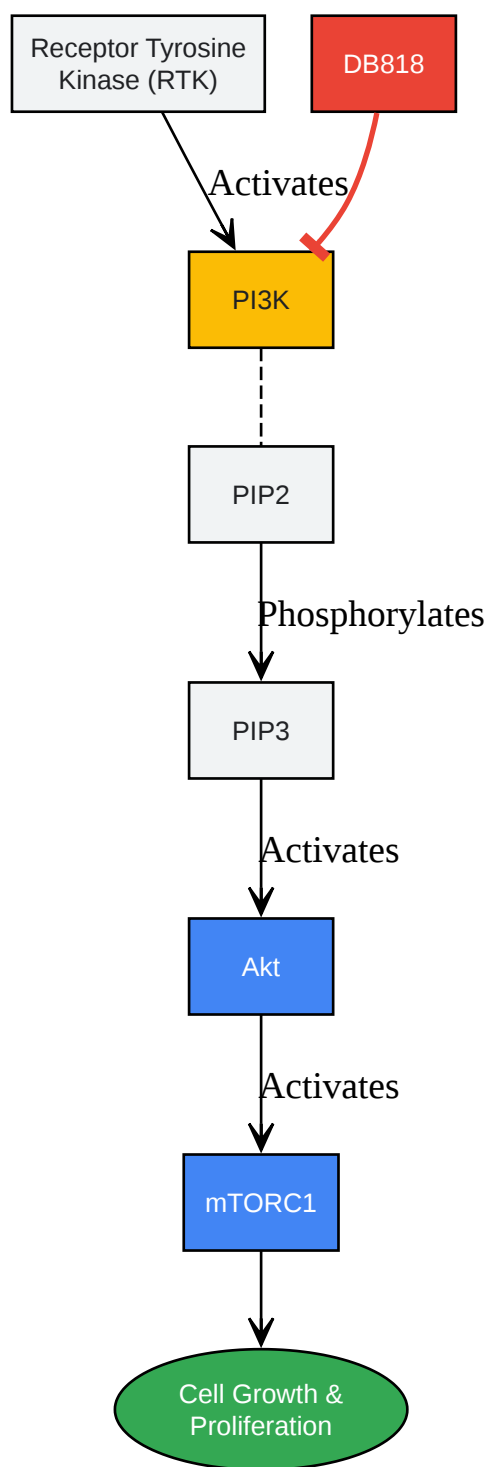 Receptor Tyrosine
Kinase (RTK)
DB818
Activates
PI3K
PIP2
Phosphorylates
PIP3
Activates
Akt
Activates
mTORC1
Cell Growth &
Proliferation